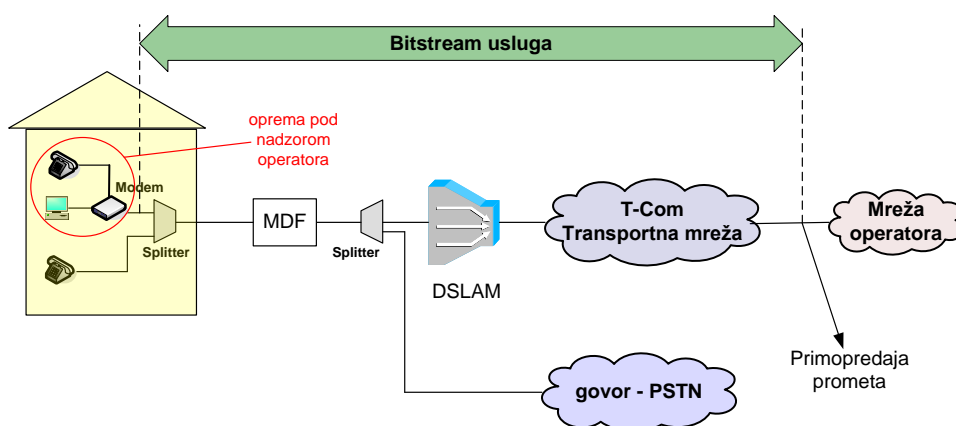 Bitstream usluga
oprema pod
nadzorom
operatora
Modem
Splitter
MDF
Splitter
DSLAM
T-Com
Transportna mreža
Mreža
operatora
govor - PSTN
Primopredaja
prometa